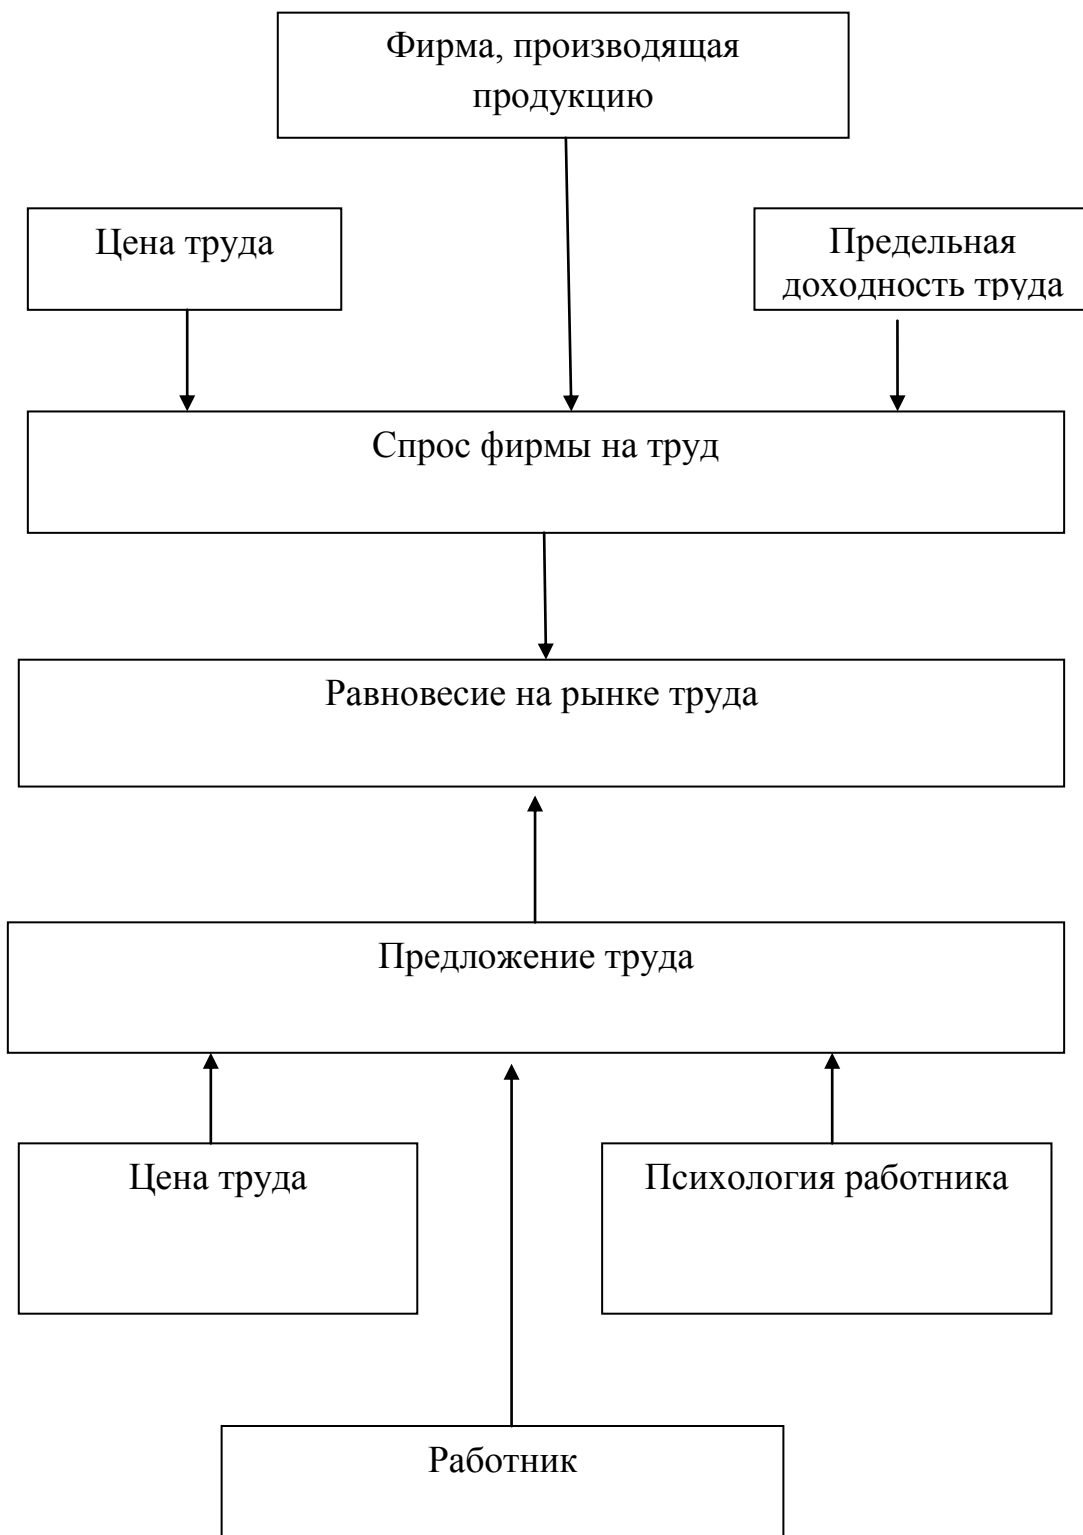 Фирма, производящая
продукцию
Цена труда
Предельная
доходность труда
Спрос фирмы на труд
Равновесие на рынке труда
Предложение труда
Цена труда
Психология работника
Работник